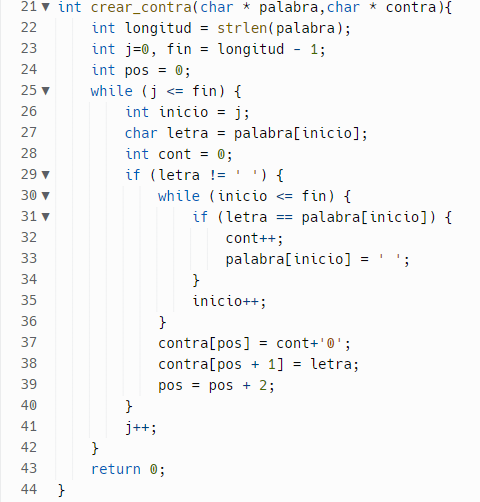 21 int crear_contra(char * palabra,char * contra){
22 int longitud = strlen(palabra);
23 int j=0, fin = longitud - 1;
24 int pos = 0;
25 while (j <= fin) {
26 int inicio = j;
27 char letra = palabra[inicio];
28 int cont = 0;
29 if (letra != ' ') {
30 while (inicio <= fin) {
31 if (letra == palabra[inicio]) {
32 cont++;
33 palabra[inicio] = ' ';
34 }
35 inicio++;
36 }
37 contra[pos] = cont+'0';
38 contra[pos + 1] = letra;
39 pos = pos + 2;
40 }
41 j++;
42 }
43 return 0;
44 }